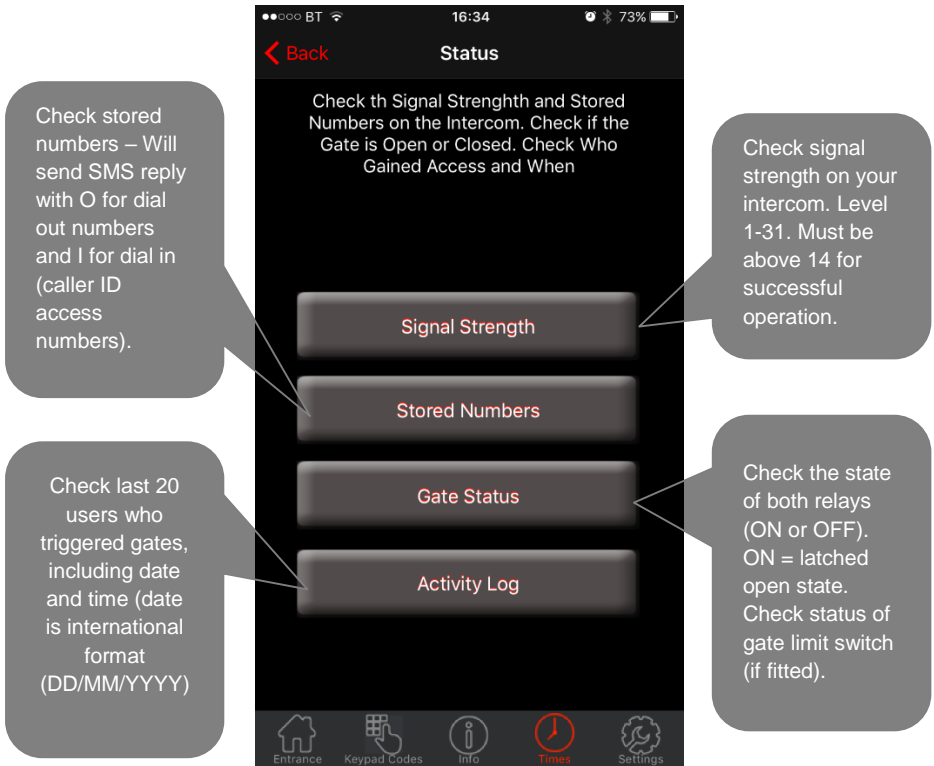 BT 16:34 73%
Back Status
Check th Signal Strenghth and Stored
Numbers on the Intercom. Check if the
Gate is Open or Closed. Check Who
Gained Access and When
Check stored
numbers – Will
send SMS reply
with O for dial
out numbers
and I for dial in
(caller ID
access
numbers).
Check signal
strength on your
intercom. Level
1-31. Must be
above 14 for
successful
operation.
Signal Strength
Stored Numbers
Gate Status
Activity Log
Check last 20
users who
triggered gates,
including date
and time (date
is international
format
(DD/MM/YYYY)
Check the state
of both relays
(ON or OFF).
ON = latched
open state.
Check status of
gate limit switch
(if fitted).
Entrance Keypad Codes Info Times Settings